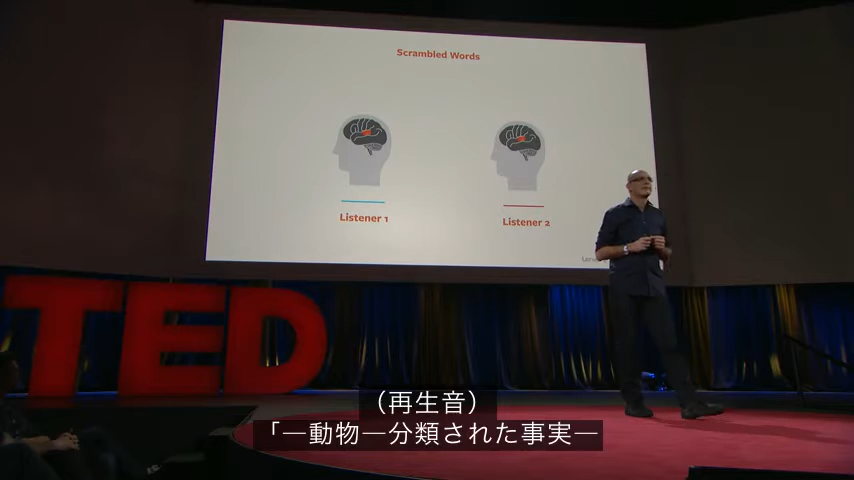 Scrambled Words
Listener 1
Listener 2
TED
（再生音）
「―動物―分類された事実―